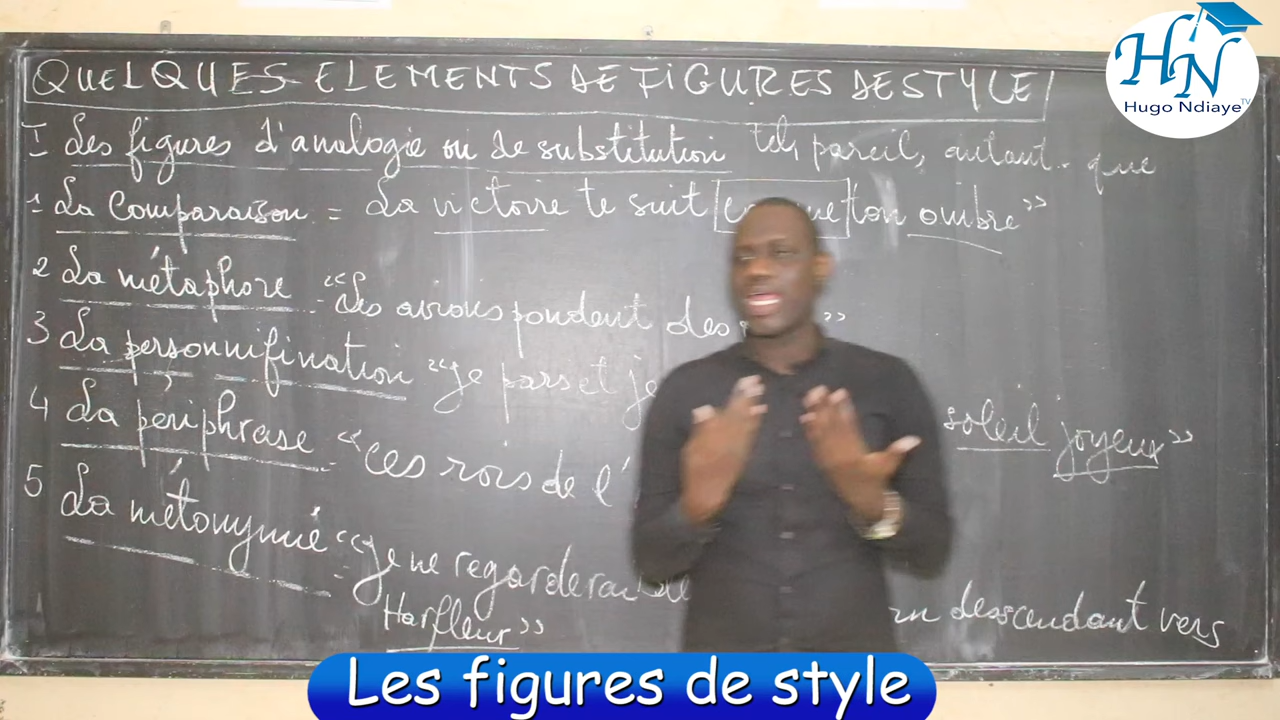 QUELQUES ELEMENTS DE FIGURES DE STYLE
I Les figures d'analogie ou de substitution tel, pareil, autant. que
1 La Comparaison = La victoire te suit ton ombre"
2 La métaphore : "Les avions pondent des "
3 La personnifination "Je pars et je soleil joyeux"
4 La périphrase "ces rois de l'
5 La métonymie "Je ne regarderai descendant vers
Harfleur"
HN
Hugo Ndiaye TV
Les figures de style